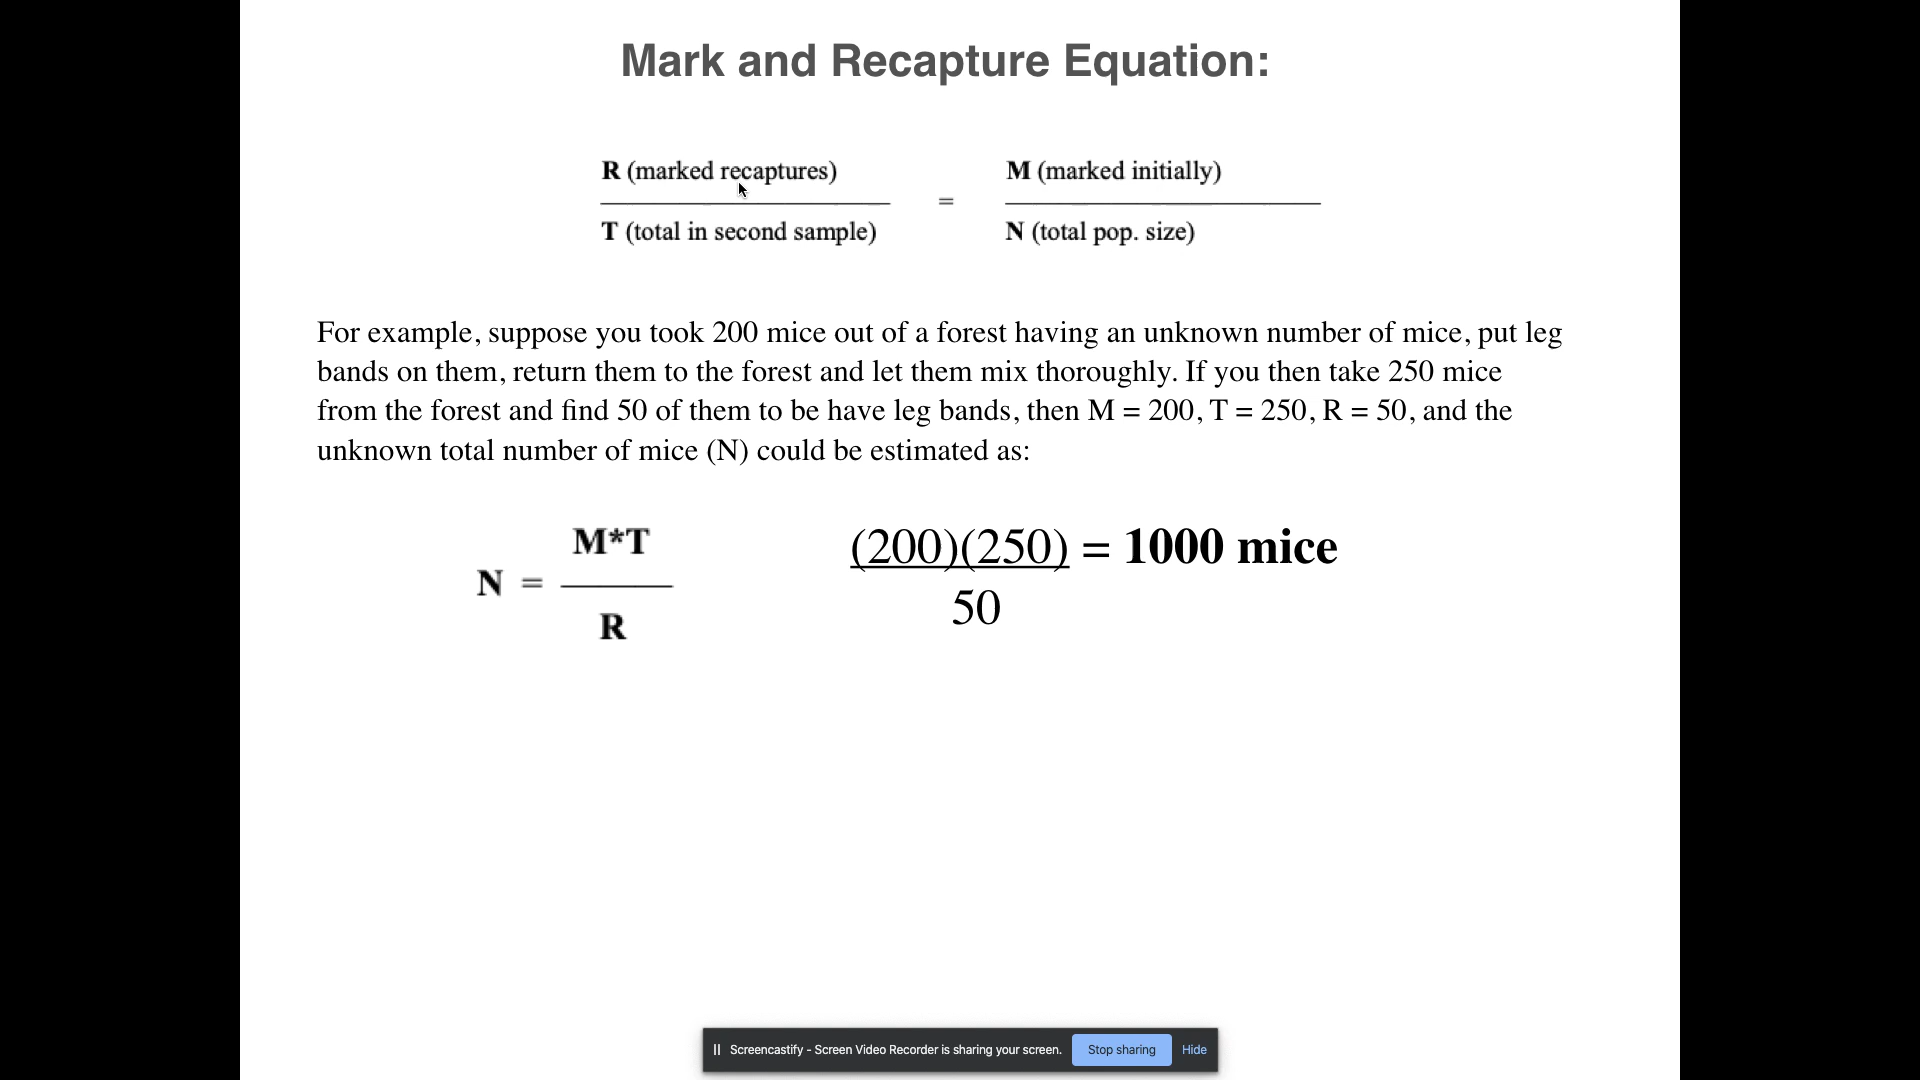 Mark and Recapture Equation:
R (marked recaptures)
T (total in second sample)
=
M (marked initially)
N (total pop. size)
For example, suppose you took 200 mice out of a forest having an unknown number of mice, put leg
bands on them, return them to the forest and let them mix thoroughly. If you then take 250 mice
from the forest and find 50 of them to be have leg bands, then M = 200, T = 250, R = 50, and the
unknown total number of mice (N) could be estimated as:
N =
M*T
R
(200)(250) = 1000 mice
50
Screencastify - Screen Video Recorder is sharing your screen. Stop sharing Hide